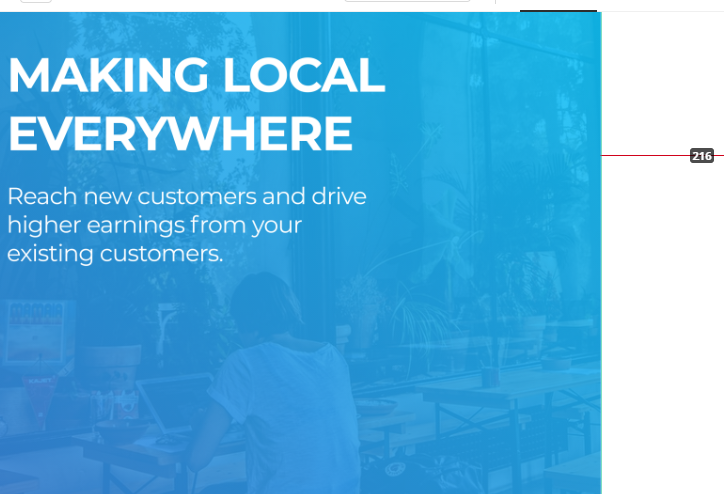 MAKING LOCAL
EVERYWHERE
216
Reach new customers and drive
higher earnings from your
existing customers.